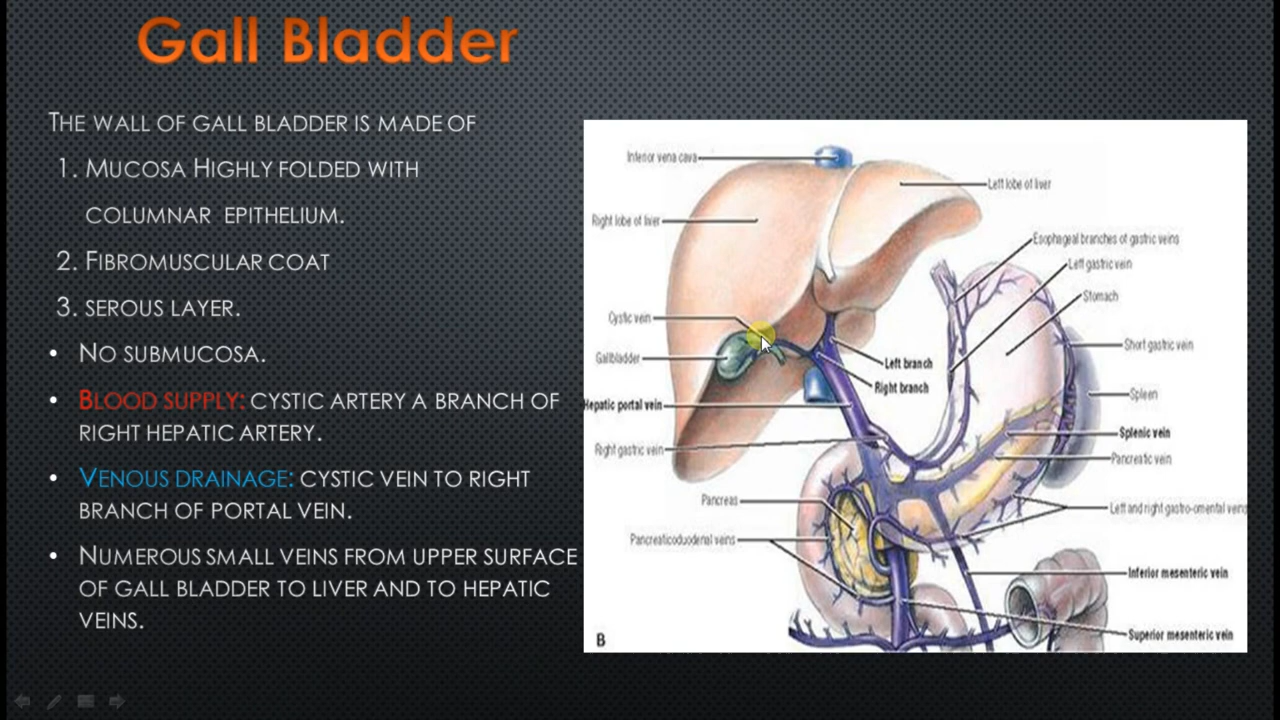 Gall Bladder
THE WALL OF GALL BLADDER IS MADE OF
1. MUCOSA HIGHLY FOLDED WITH
COLUMNAR EPITHELIUM.
2. FIBROMUSCULAR COAT
3. SEROUS LAYER.
• NO SUBMUCOSA.
• BLOOD SUPPLY: CYSTIC ARTERY A BRANCH OF
RIGHT HEPATIC ARTERY.
• VENOUS DRAINAGE: CYSTIC VEIN TO RIGHT
BRANCH OF PORTAL VEIN.
• NUMEROUS SMALL VEINS FROM UPPER SURFACE
OF GALL BLADDER TO LIVER AND TO HEPATIC
VEINS.
Inferior vena cava
Left lobe of liver
Right lobe of liver
Esophageal branches of gastric veins
Left gastric vein
Stomach
Cystic vein
Short gastric vein
Gallbladder
Left branch
Right branch
Spleen
Hepatic portal vein
Splenic vein
Right gastric vein
Pancreatic vein
Pancreas
Left and right gastro-omental veins
Pancreaticoduodenal veins
Inferior mesenteric vein
Superior mesenteric vein
B